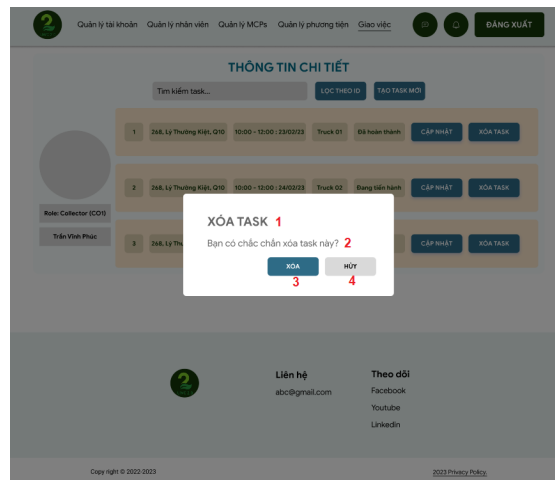 2
Quản lý tài khoản Quản lý nhân viên Quản lý MCPs Quản lý phương tiện Giao việc ĐĂNG XUẤT
THÔNG TIN CHI TIẾT
Tìm kiếm task... LỌC THEO ID TẠO TASK MỚI
1 268, Lý Thường Kiệt, Q10 10:00 - 12:00 ; 23/02/23 Truck 01 Đã hoàn thành CẬP NHẬT XÓA TASK
2 268, Lý Thường Kiệt, Q10 10:00 - 12:00 ; 24/02/23 Truck 02 Đang tiến hành CẬP NHẬT XÓA TASK
Role: Collector (CO1)
Trần Vĩnh Phúc
3 268, Lý Thư CẬP NHẬT XÓA TASK
XÓA TASK 1
Bạn có chắc chắn xóa task này? 2
XÓA HỦY
3 4
2
Liên hệ
abc@gmail.com
Theo dõi
Facebook
Youtube
Linkedin
Copy right © 2022-2023 2023 Privacy Policy.